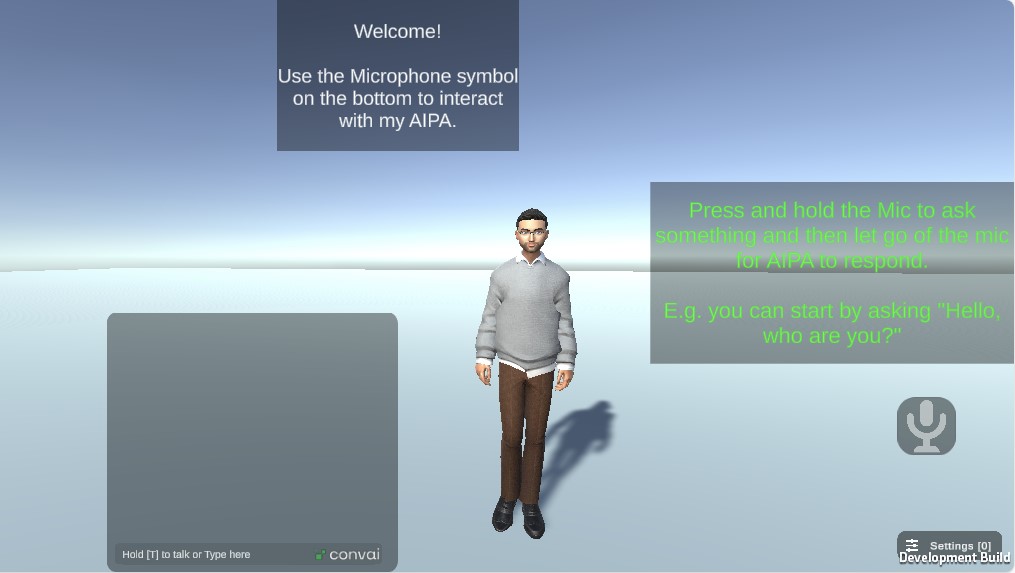 Welcome!
Use the Microphone symbol
on the bottom to interact
with my AIPA.
Press and hold the Mic to ask
something and then let go of the mic
for AIPA to respond.
E.g. you can start by asking "Hello,
who are you?"
Hold [T] to talk or Type here
convai
Settings [0]
Development Build